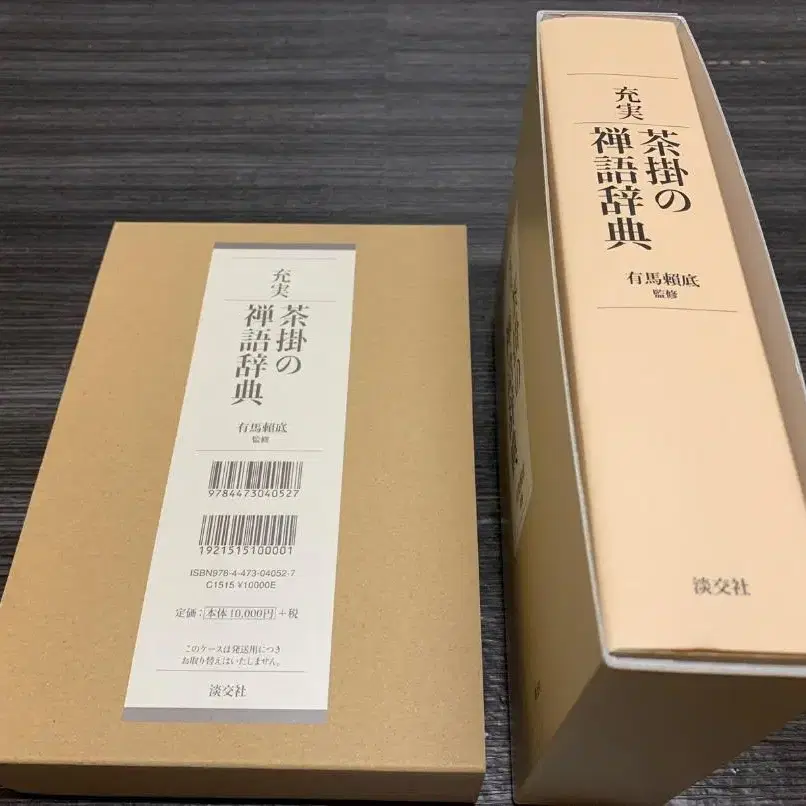 充実
茶掛の
禅語辞典
有馬賴底
監修
9784473040527
1921515100001
ISBN978-4-473-04052-7
C1515 ¥10000E
定価：本体10,000円＋税
このケースは発送用につき
お取り替えはいたしません。
淡交社
充実
茶掛の
禅語辞典
有馬賴底
監修
淡交社